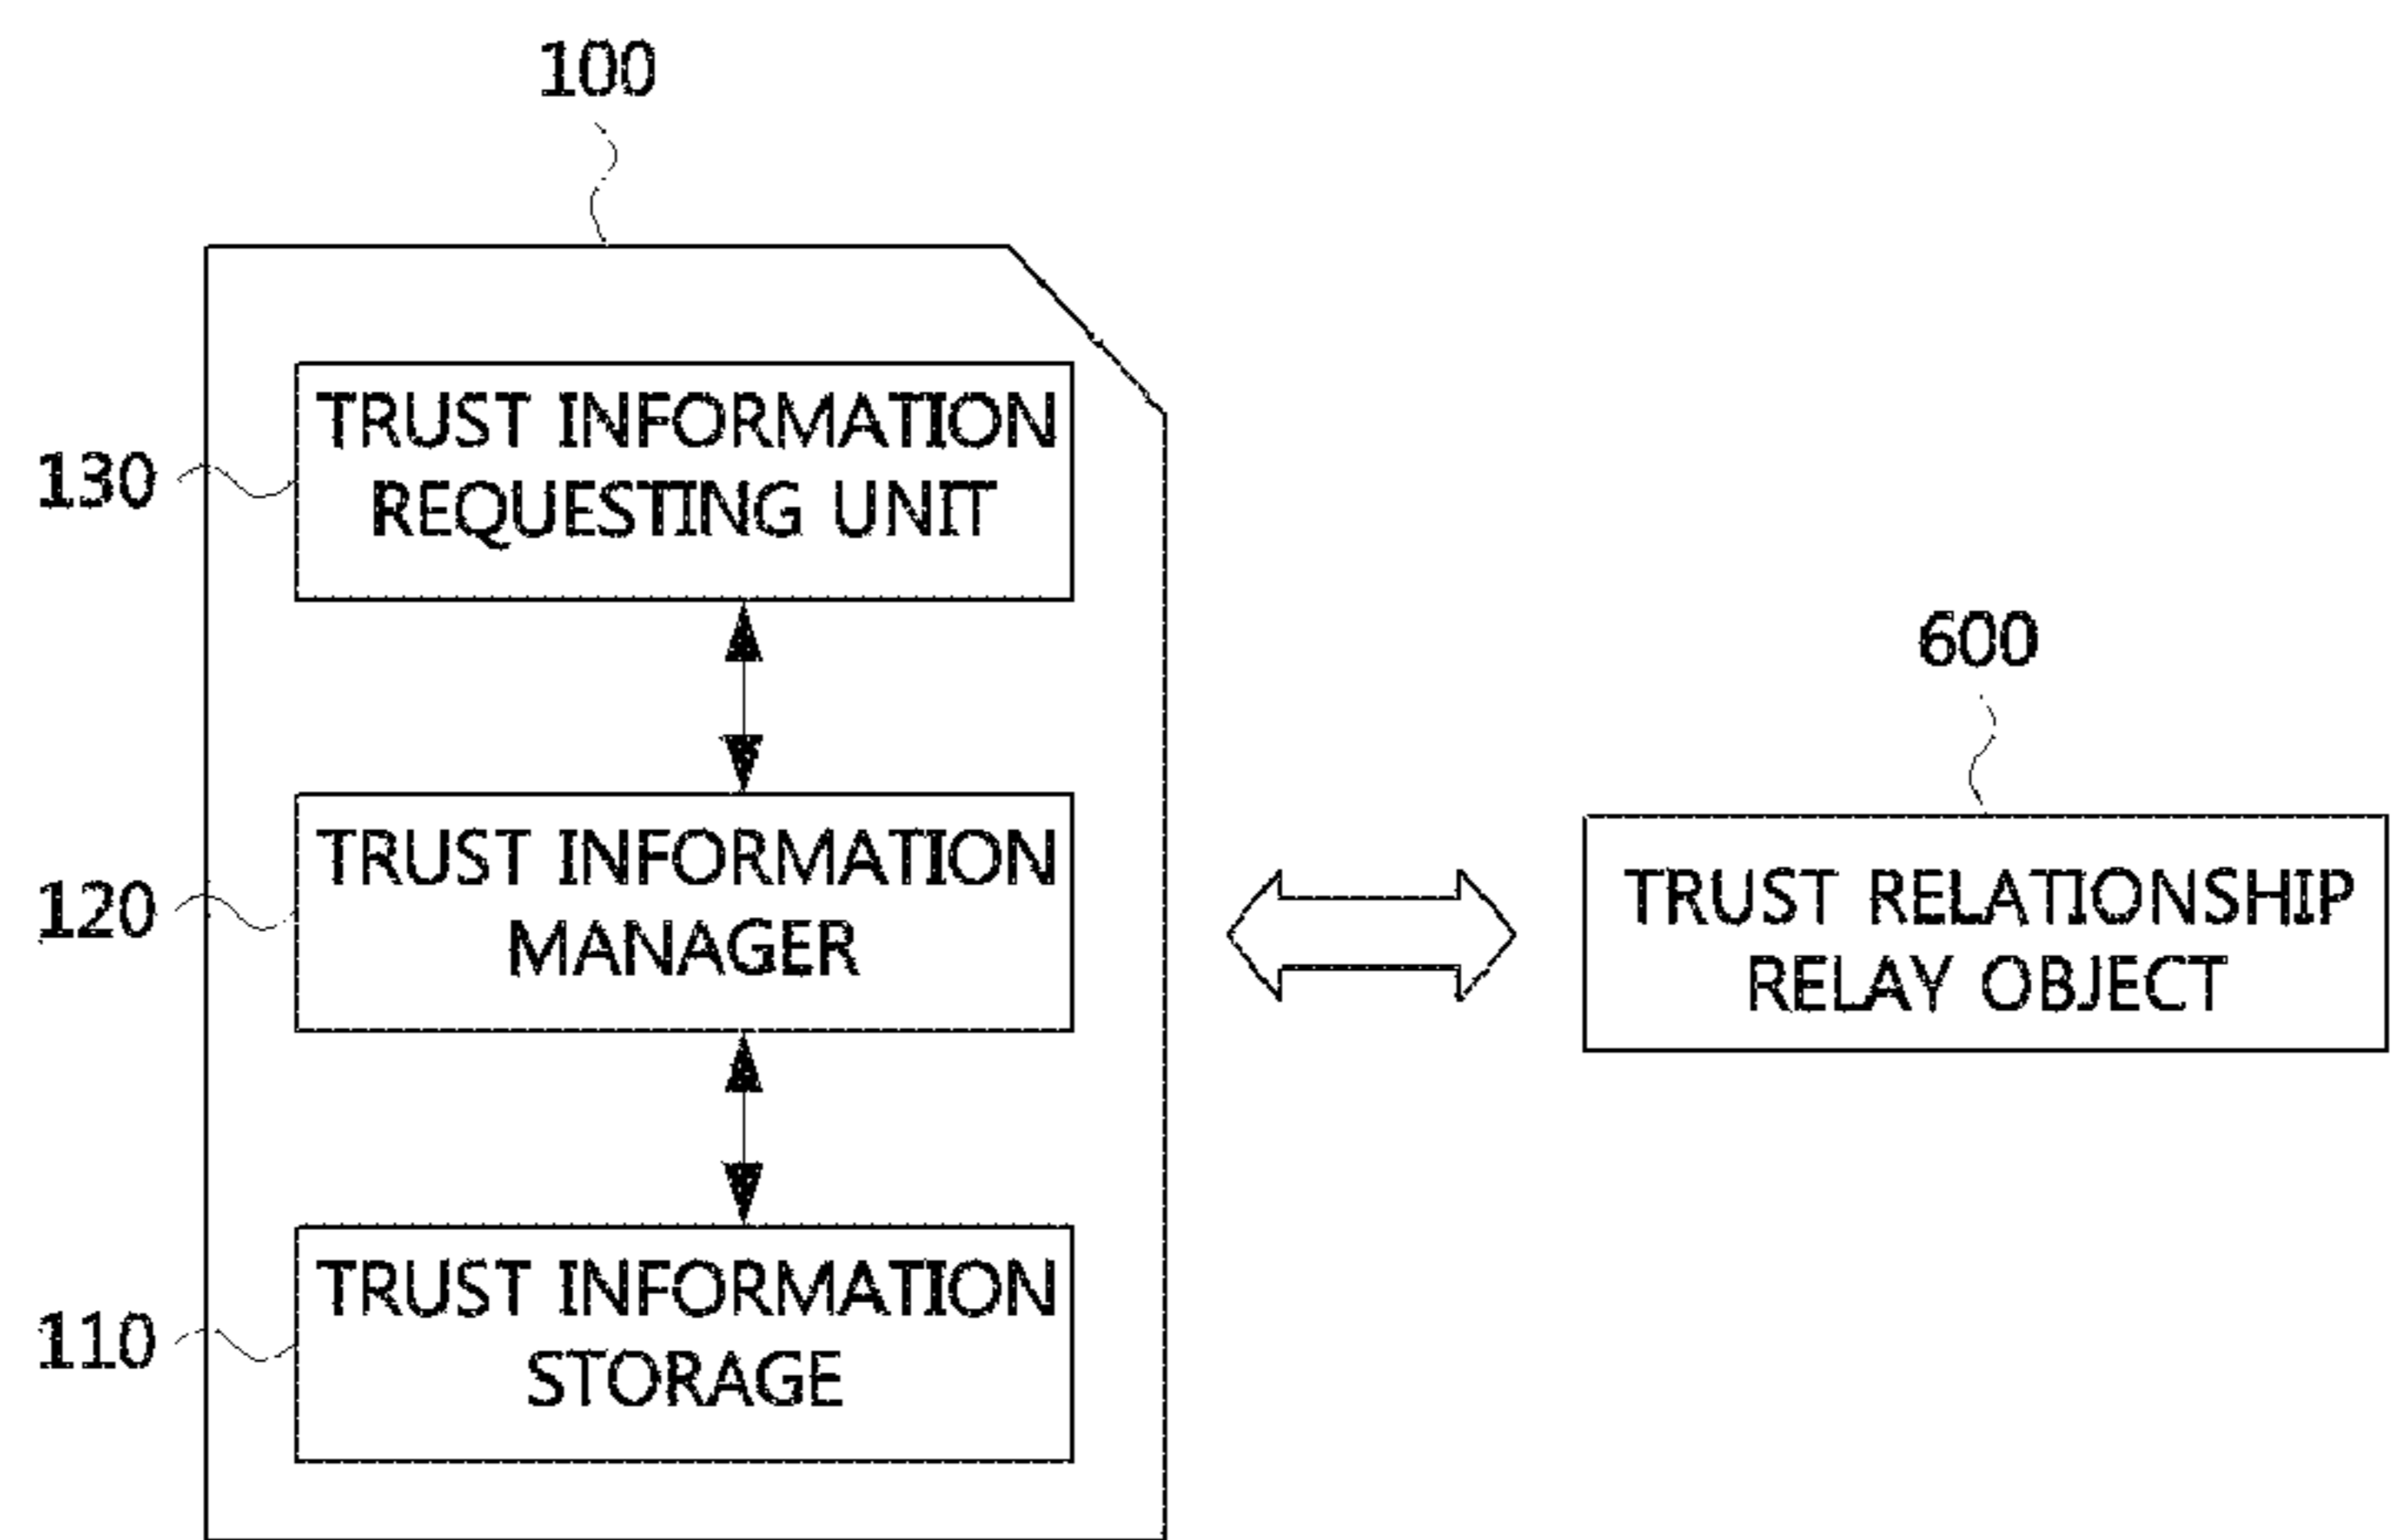 100
130
TRUST INFORMATION
REQUESTING UNIT
120
TRUST INFORMATION
MANAGER
110
TRUST INFORMATION
STORAGE
600
TRUST RELATIONSHIP
RELAY OBJECT